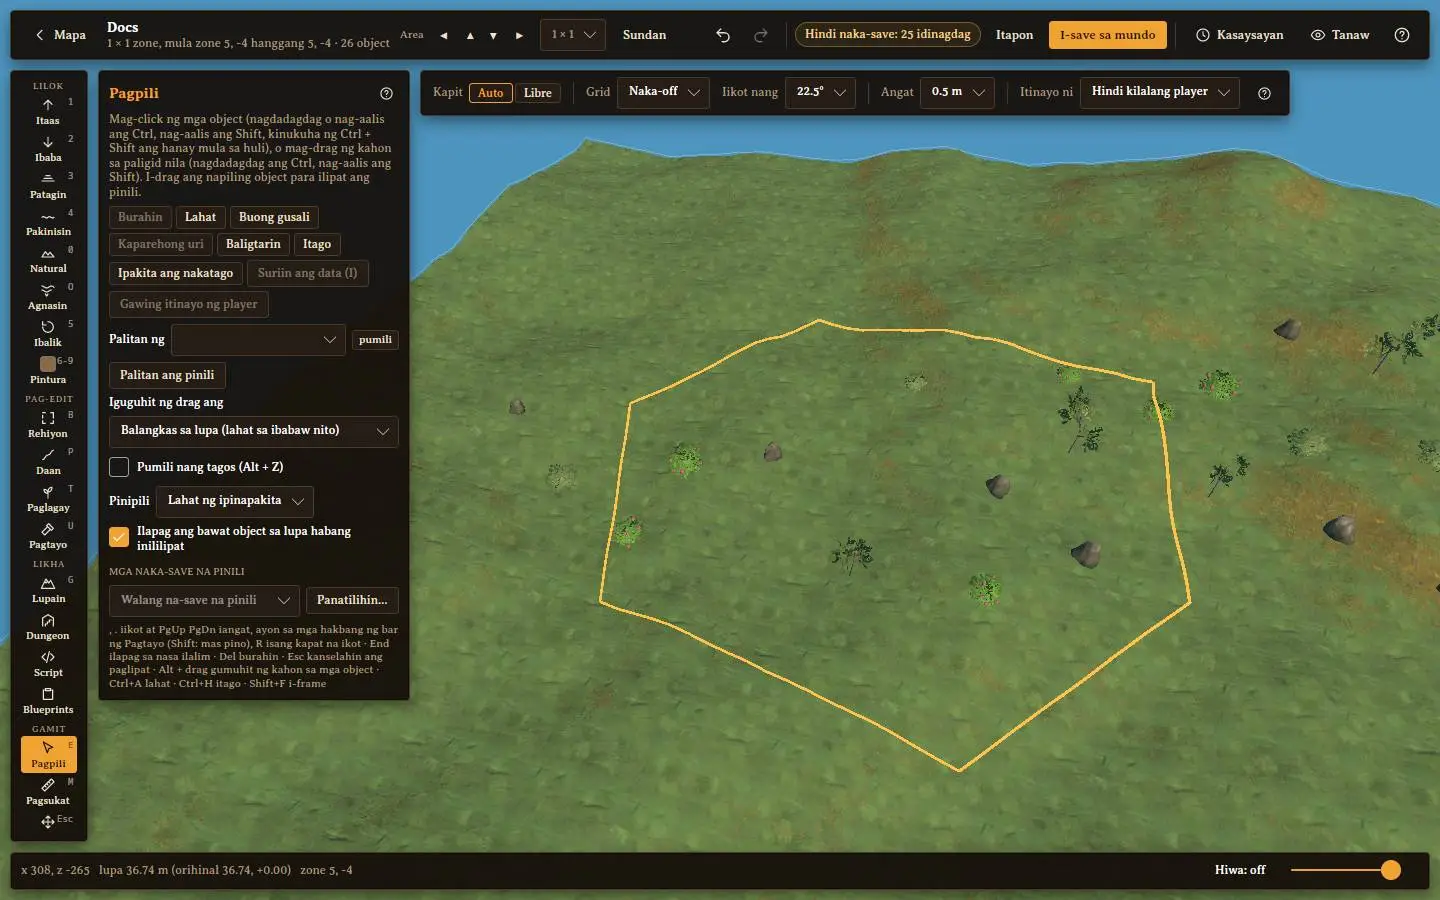 Mapa
Docs
1 × 1 zone, mula zone 5, -4 hanggang 5, -4 · 26 object
Area
1 × 1
Sundan
Hindi naka-save: 25 idinagdag
Itapon
I-save sa mundo
Kasaysayan
Tanaw
LILOK
1
Itaas
2
Ibaba
3
Patagin
4
Pakinisin
0
Natural
O
Agnasin
5
Ibalik
6-9
Pintura
PAG-EDIT
B
Rehiyon
P
Daan
T
Paglagay
U
Pagtayo
LIKHA
G
Lupain
Dungeon
Script
Blueprints
GAMIT
E
Pagpili
M
Pagsukat
Esc
Pagpili
Mag-click ng mga object (nagdadagdag o nag-aalis
ang Ctrl, nag-aalis ang Shift, kinukuha ng Ctrl +
Shift ang hanay mula sa huli), o mag-drag ng kahon
sa paligid nila (nagdadagdag ang Ctrl, nag-aalis ang
Shift). I-drag ang napiling object para ilipat ang
pinili.
Burahin Lahat Buong gusali
Kaparehong uri Baligtarin Itago
Ipakita ang nakatago Suriin ang data (I)
Gawing itinayo ng player
Palitan ng pumili
Palitan ang pinili
Iguguhit ng drag ang
Balangkas sa lupa (lahat sa ibabaw nito)
Pumili nang tagos (Alt + Z)
Pinipili Lahat ng ipinapakita
Ilapag ang bawat object sa lupa habang
inililipat
MGA NAKA-SAVE NA PINILI
Walang na-save na pinili Panatilihin...
, . iikot at PgUp PgDn iangat, ayon sa mga hakbang ng bar
ng Pagtayo (Shift: mas pino), R isang kapat na ikot · End
ilapag sa nasa ilalim · Del burahin · Esc kanselahin ang
paglipat · Alt + drag gumuhit ng kahon sa mga object ·
Ctrl+A lahat · Ctrl+H itago · Shift+F i-frame
Kapit Auto Libre Grid Naka-off Iikot nang 22.5° Angat 0.5 m Itinayo ni Hindi kilalang player
x 308, z -265 lupa 36.74 m (orihinal 36.74, +0.00) zone 5, -4
Hiwa: off